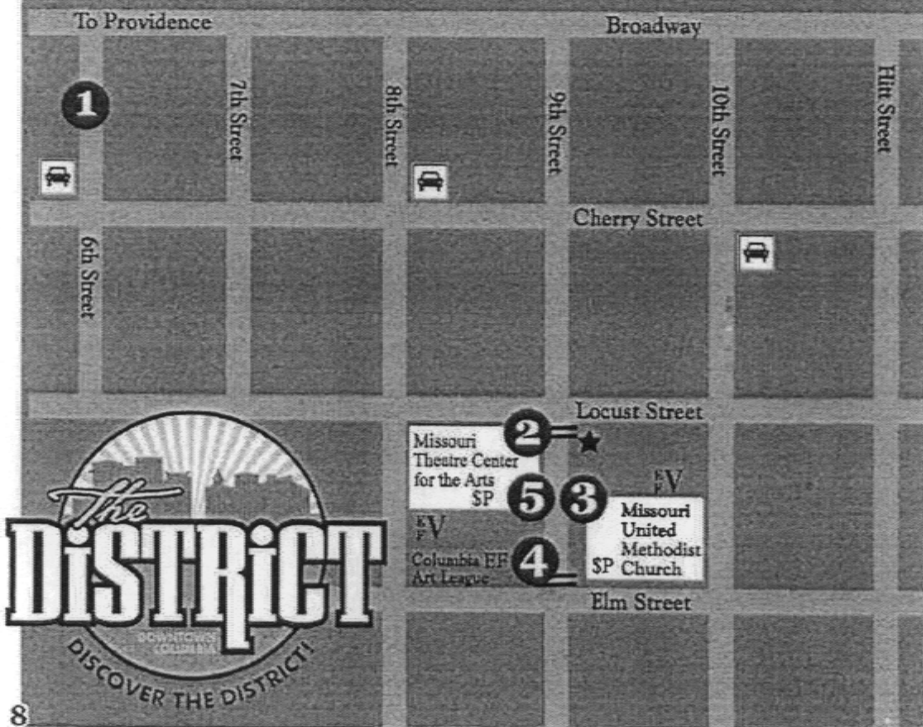 To Providence
Broadway
1
7th Street
8th Street
9th Street
10th Street
Hitt Street
Cherry Street
6th Street
Locust Street
2
Missouri
Theatre Center
for the Arts
$P
5
3
V
Missouri
United
Methodist
$P Church
V
Columbia EF
Art League
4
Elm Street
The
DiSTRiCT
DOWNTOWN
COLUMBIA
DISCOVER THE DISTRICT!
8